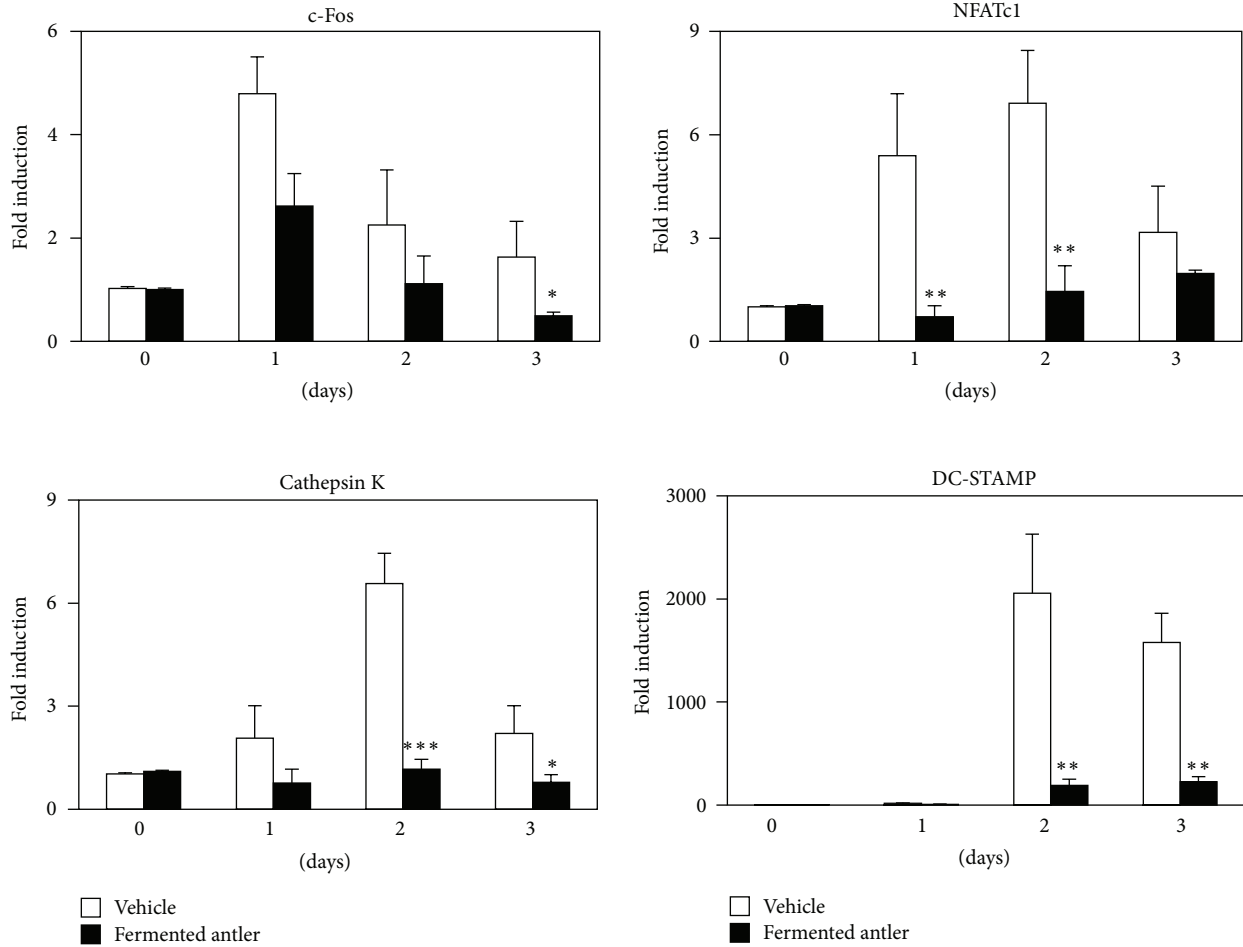 c-Fos
6
4
2
0
Fold induction
*
0 1 2 3
(days)
NFATc1
9
6
3
0
Fold induction
**
**
0 1 2 3
(days)
Cathepsin K
9
6
3
0
Fold induction
***
*
0 1 2 3
(days)
Vehicle
Fermented antler
DC-STAMP
3000
2000
1000
0
Fold induction
**
**
0 1 2 3
(days)
Vehicle
Fermented antler